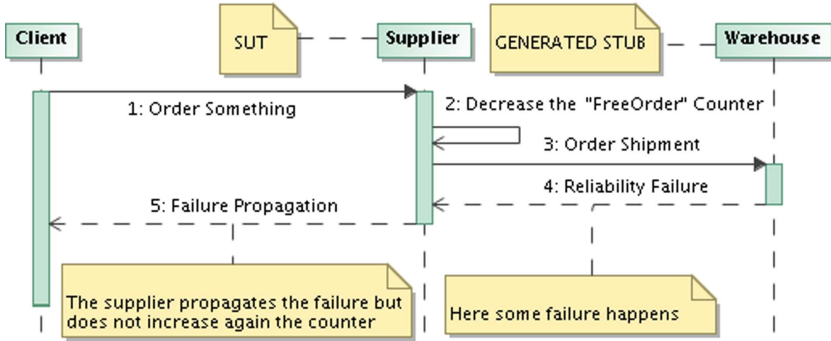 Client
SUT
Supplier
GENERATED STUB
Warehouse
1: Order Something
2: Decrease the "FreeOrder" Counter
3: Order Shipment
4: Reliability Failure
5: Failure Propagation
The supplier propagates the failure but
does not increase again the counter
Here some failure happens